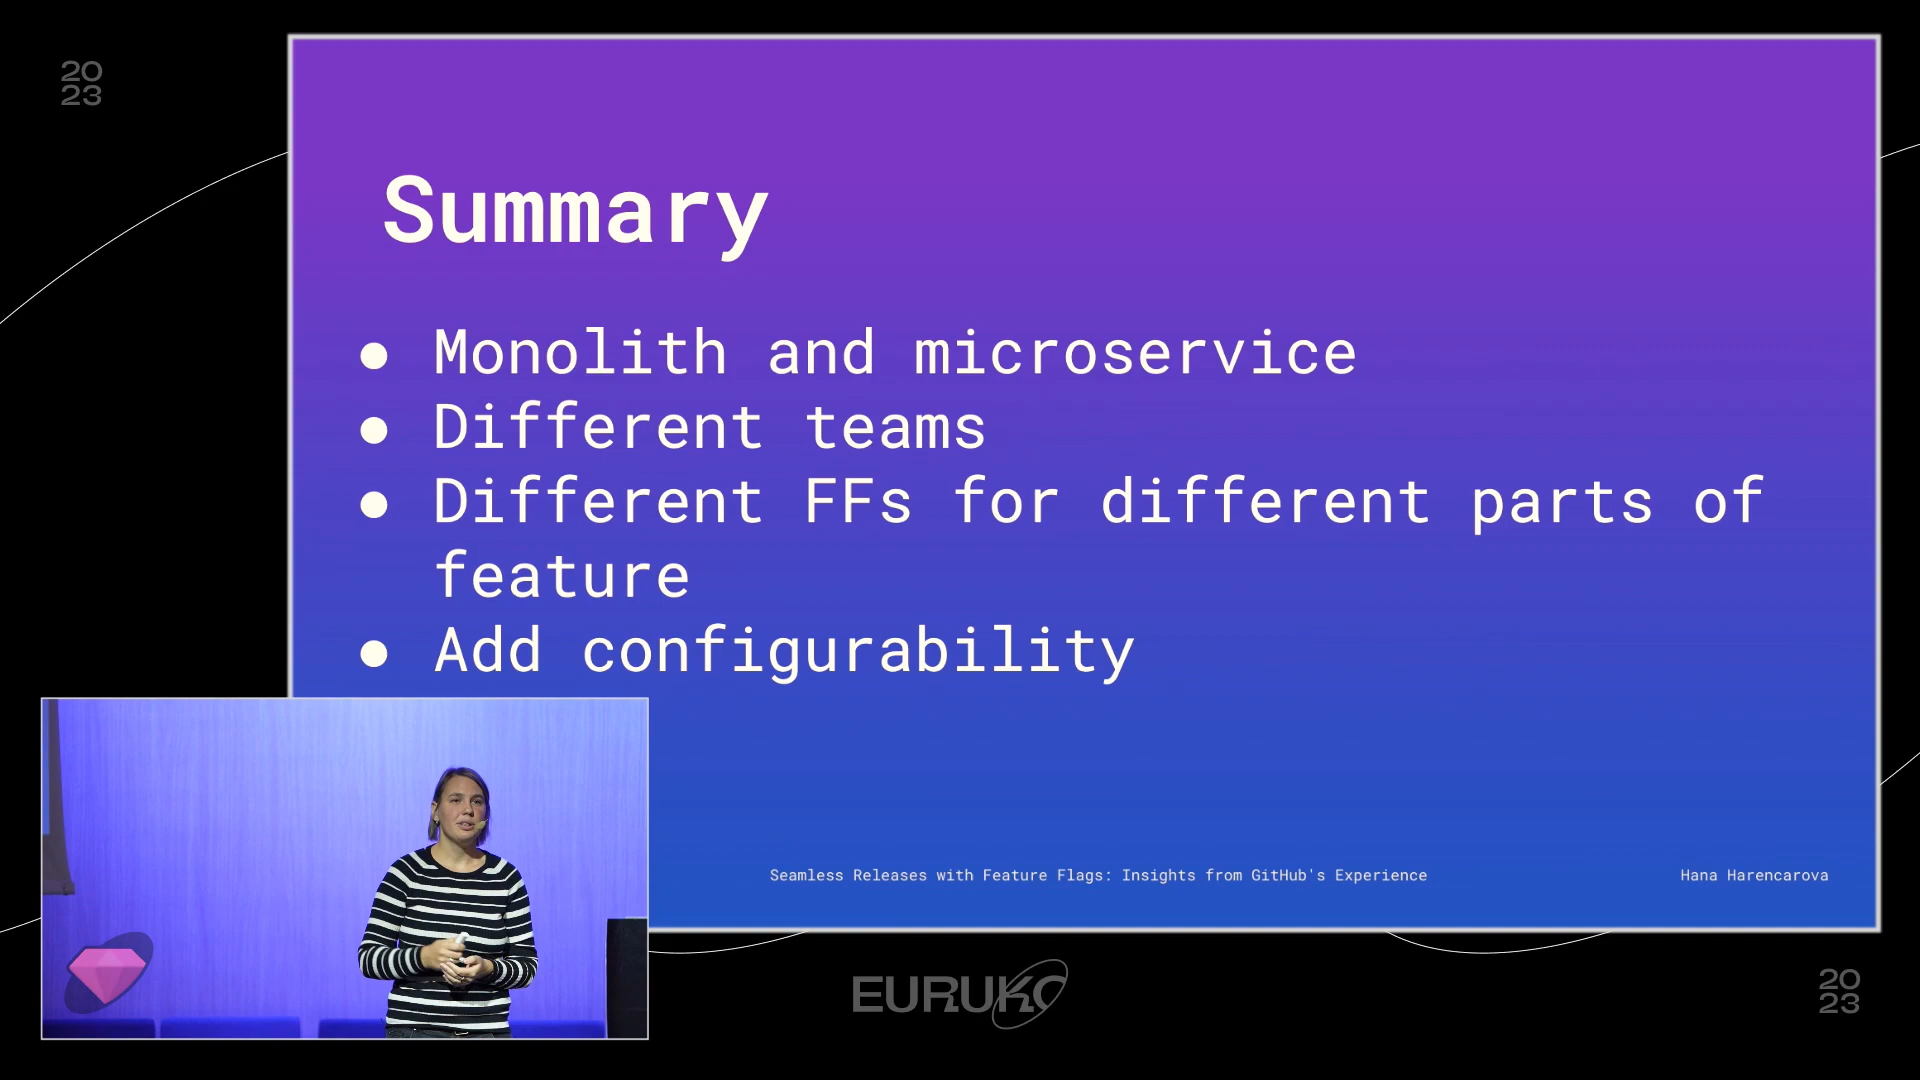 20
23
Summary
● Monolith and microservice
● Different teams
● Different FFs for different parts of
feature
● Add configurability
Seamless Releases with Feature Flags: Insights from GitHub's Experience
Hana Harencarova
EURUKO
20
23